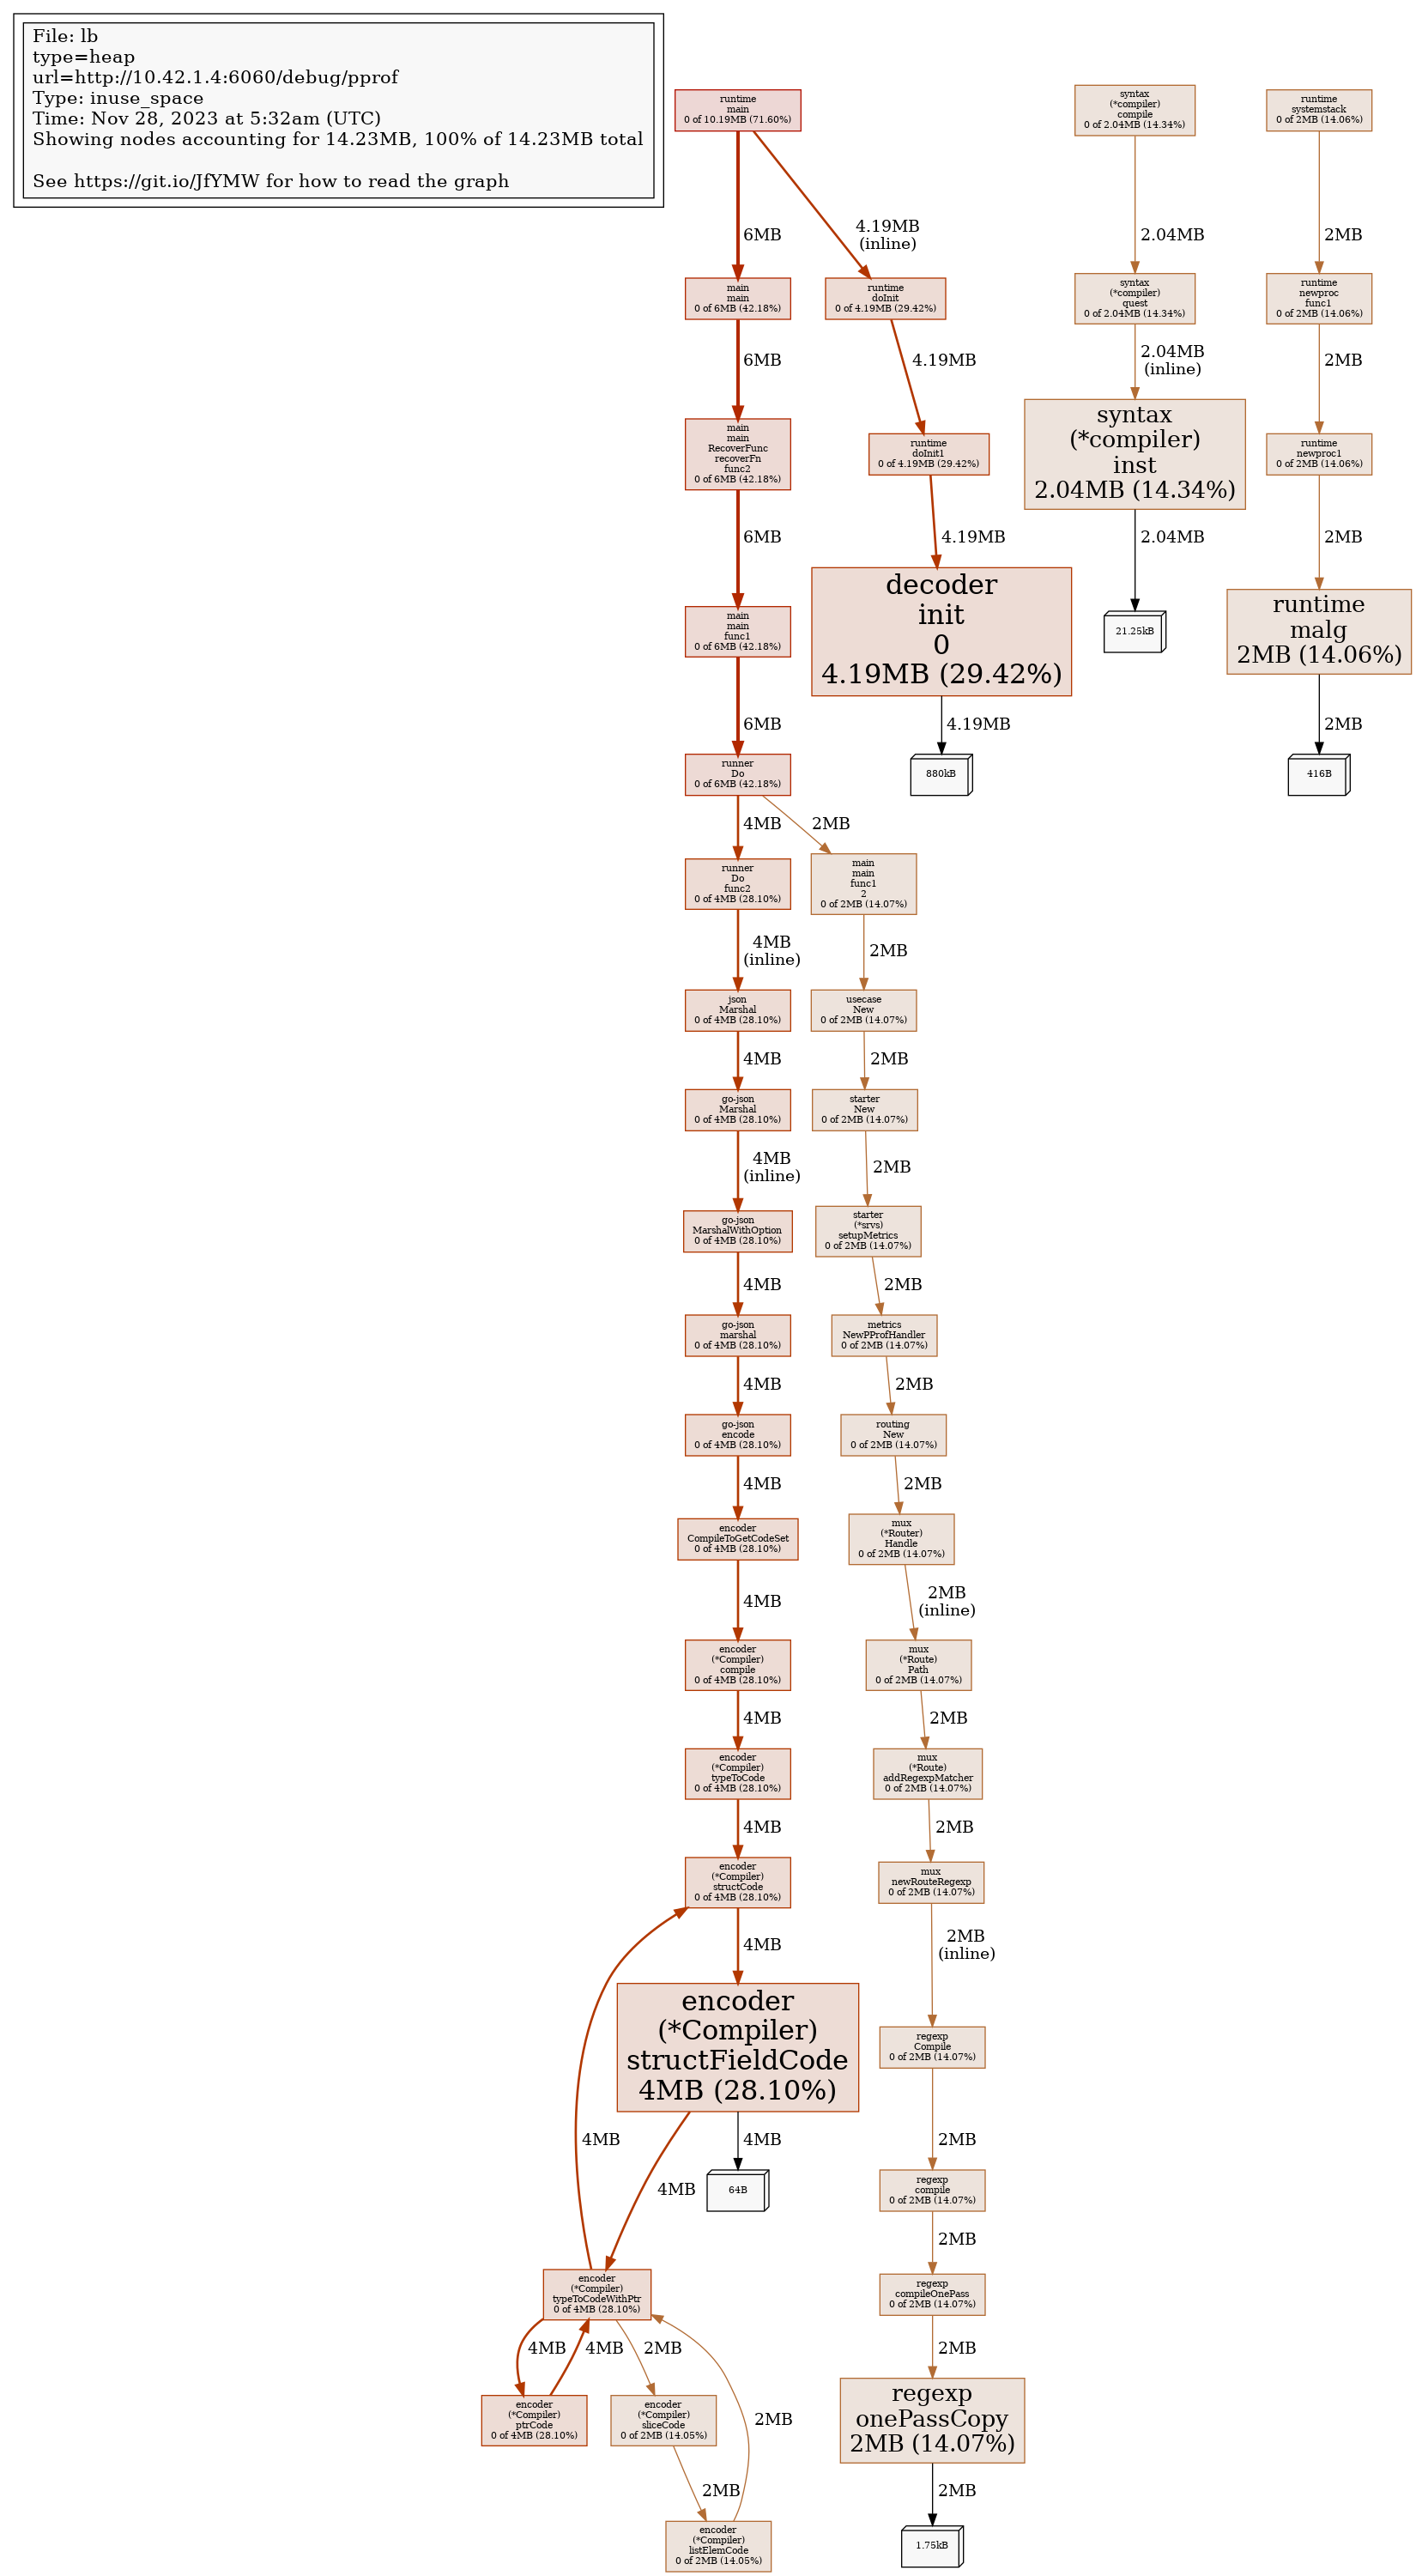 File: lb
type=heap
url=http://10.42.1.4:6060/debug/pprof
Type: inuse_space
Time: Nov 28, 2023 at 5:32am (UTC)
Showing nodes accounting for 14.23MB, 100% of 14.23MB total
See https://git.io/JfYMW for how to read the graph
runtime
main
0 of 10.19MB (71.60%)
6MB
4.19MB
(inline)
main
main
0 of 6MB (42.18%)
6MB
main
main
RecoverFunc
recoverFn
func2
0 of 6MB (42.18%)
6MB
main
main
func1
0 of 6MB (42.18%)
6MB
runner
Do
0 of 6MB (42.18%)
4MB
2MB
runner
Do
func2
0 of 4MB (28.10%)
4MB
(inline)
json
Marshal
0 of 4MB (28.10%)
4MB
go-json
Marshal
0 of 4MB (28.10%)
4MB
(inline)
go-json
MarshalWithOption
0 of 4MB (28.10%)
4MB
go-json
marshal
0 of 4MB (28.10%)
4MB
go-json
encode
0 of 4MB (28.10%)
4MB
encoder
CompileToGetCodeSet
0 of 4MB (28.10%)
4MB
encoder
(*Compiler)
compile
0 of 4MB (28.10%)
4MB
encoder
(*Compiler)
typeToCode
0 of 4MB (28.10%)
4MB
encoder
(*Compiler)
structCode
0 of 4MB (28.10%)
4MB
encoder
(*Compiler)
structFieldCode
4MB (28.10%)
4MB
4MB
4MB
64B
encoder
(*Compiler)
typeToCodeWithPtr
0 of 4MB (28.10%)
4MB
4MB
2MB
encoder
(*Compiler)
ptrCode
0 of 4MB (28.10%)
encoder
(*Compiler)
sliceCode
0 of 2MB (14.05%)
2MB
2MB
encoder
(*Compiler)
listElemCode
0 of 2MB (14.05%)
runtime
doInit
0 of 4.19MB (29.42%)
4.19MB
runtime
doInit1
0 of 4.19MB (29.42%)
4.19MB
decoder
init
0
4.19MB (29.42%)
4.19MB
880kB
main
main
func1
2
0 of 2MB (14.07%)
2MB
usecase
New
0 of 2MB (14.07%)
2MB
starter
New
0 of 2MB (14.07%)
2MB
starter
(*srvs)
setupMetrics
0 of 2MB (14.07%)
2MB
metrics
NewPProfHandler
0 of 2MB (14.07%)
2MB
routing
New
0 of 2MB (14.07%)
2MB
mux
(*Router)
Handle
0 of 2MB (14.07%)
2MB
(inline)
mux
(*Route)
Path
0 of 2MB (14.07%)
2MB
mux
(*Route)
addRegexpMatcher
0 of 2MB (14.07%)
2MB
mux
newRouteRegexp
0 of 2MB (14.07%)
2MB
(inline)
regexp
Compile
0 of 2MB (14.07%)
2MB
regexp
compile
0 of 2MB (14.07%)
2MB
regexp
compileOnePass
0 of 2MB (14.07%)
2MB
regexp
onePassCopy
2MB (14.07%)
2MB
1.75kB
syntax
(*compiler)
compile
0 of 2.04MB (14.34%)
2.04MB
syntax
(*compiler)
quest
0 of 2.04MB (14.34%)
2.04MB
(inline)
syntax
(*compiler)
inst
2.04MB (14.34%)
2.04MB
21.25kB
runtime
systemstack
0 of 2MB (14.06%)
2MB
runtime
newproc
func1
0 of 2MB (14.06%)
2MB
runtime
newproc1
0 of 2MB (14.06%)
2MB
runtime
malg
2MB (14.06%)
2MB
416B